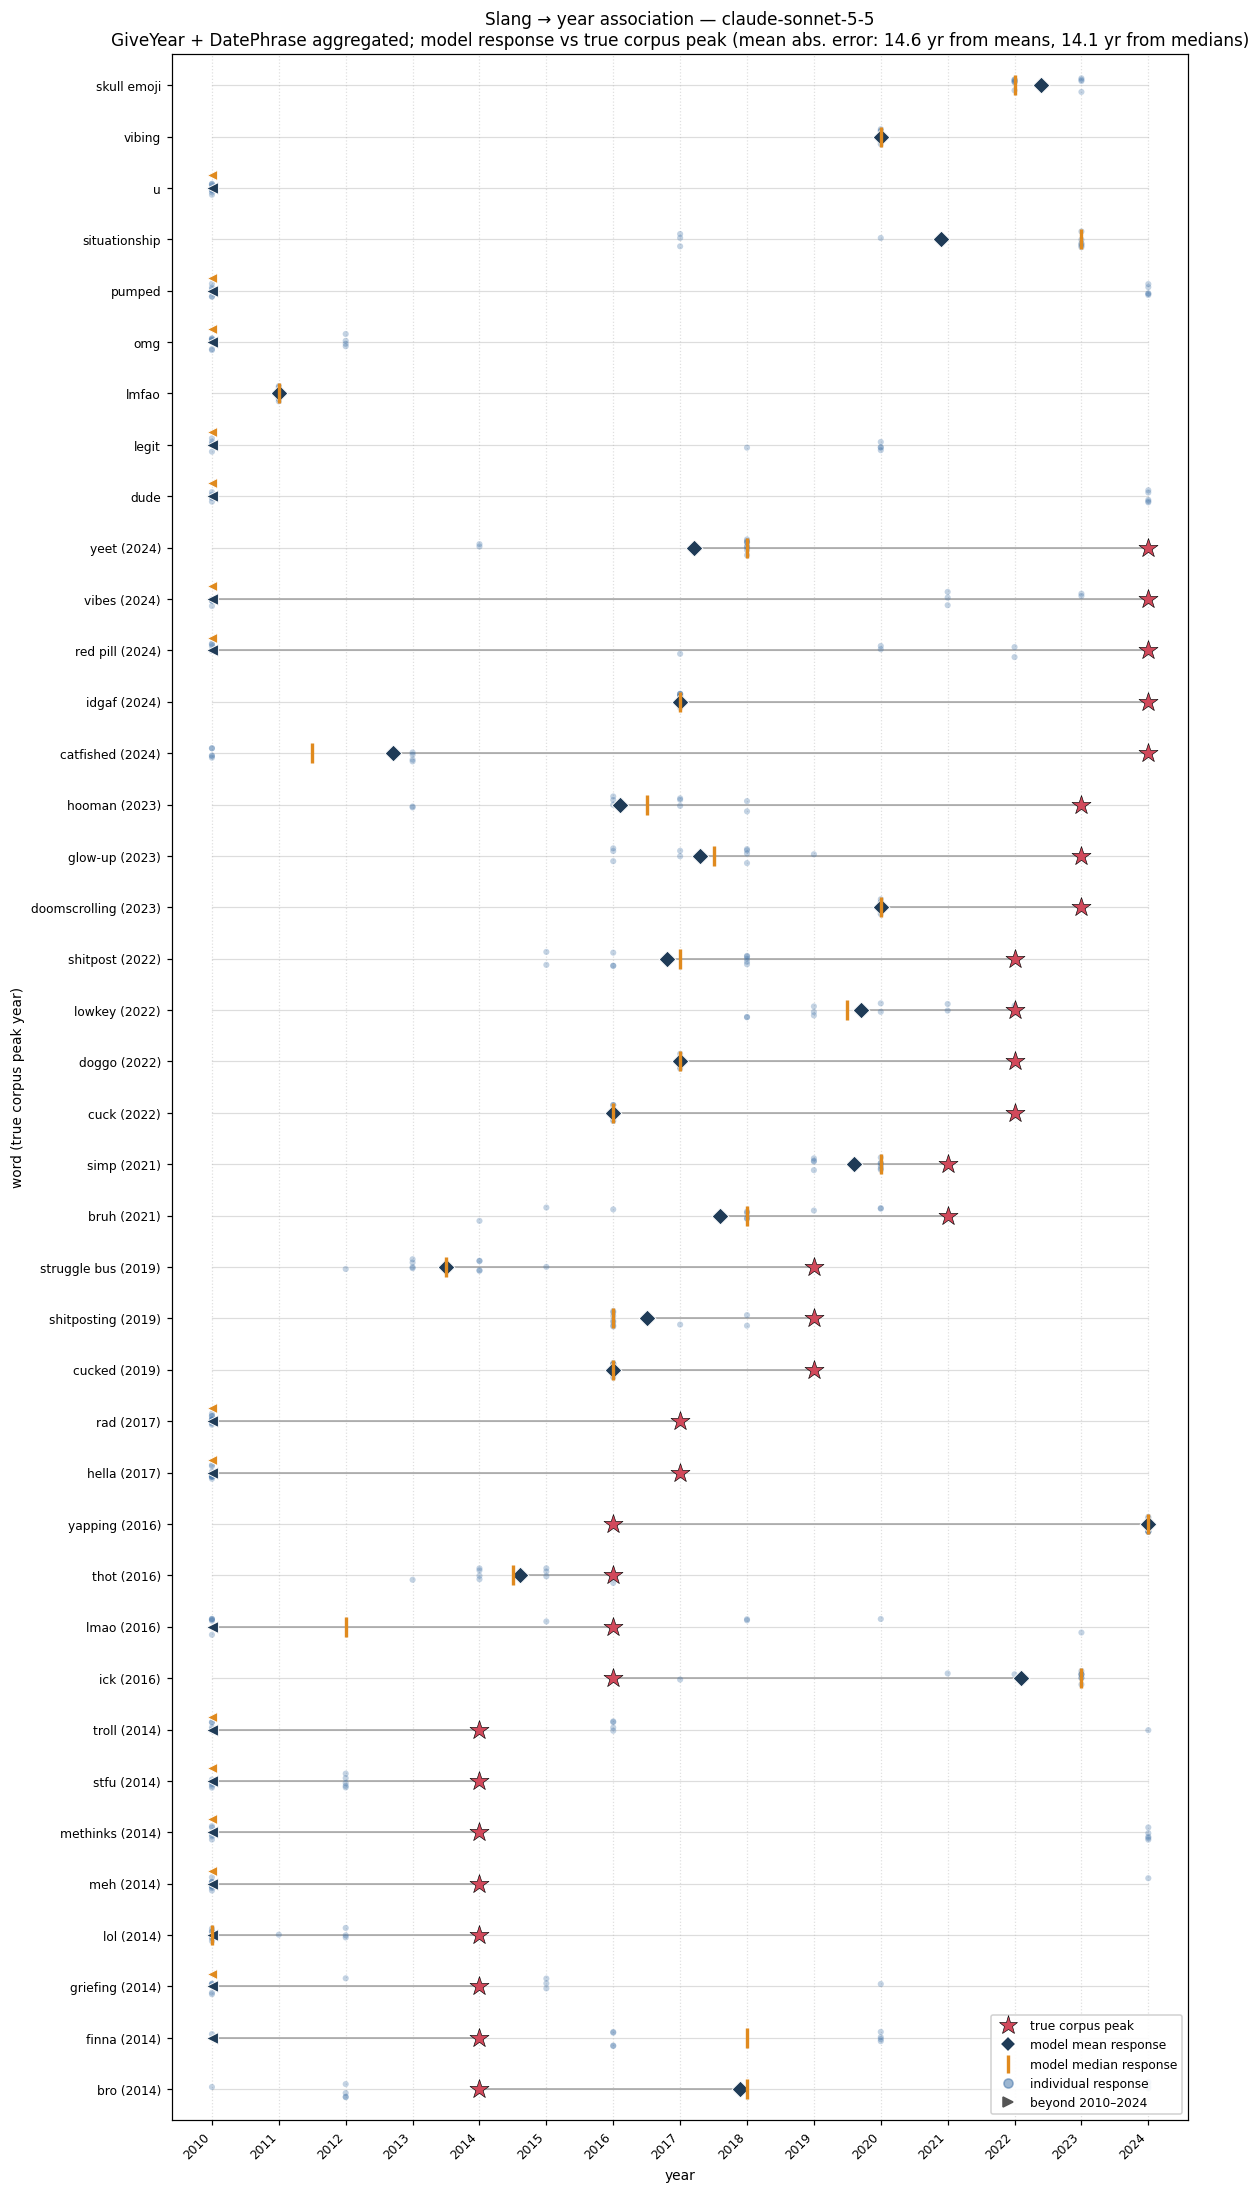 Slang → year association — claude-sonnet-5-5
GiveYear + DatePhrase aggregated; model response vs true corpus peak (mean abs. error: 14.6 yr from means, 14.1 yr from medians)
skull emoji
vibing
u
situationship
pumped
omg
lmfao
legit
dude
yeet (2024)
vibes (2024)
red pill (2024)
idgaf (2024)
catfished (2024)
hooman (2023)
glow-up (2023)
doomscrolling (2023)
shitpost (2022)
lowkey (2022)
doggo (2022)
cuck (2022)
simp (2021)
bruh (2021)
struggle bus (2019)
shitposting (2019)
cucked (2019)
rad (2017)
hella (2017)
yapping (2016)
thot (2016)
lmao (2016)
ick (2016)
troll (2014)
stfu (2014)
methinks (2014)
meh (2014)
lol (2014)
griefing (2014)
finna (2014)
bro (2014)
word (true corpus peak year)
true corpus peak
model mean response
model median response
individual response
beyond 2010–2024
2010 2011 2012 2013 2014 2015 2016 2017 2018 2019 2020 2021 2022 2023 2024
year